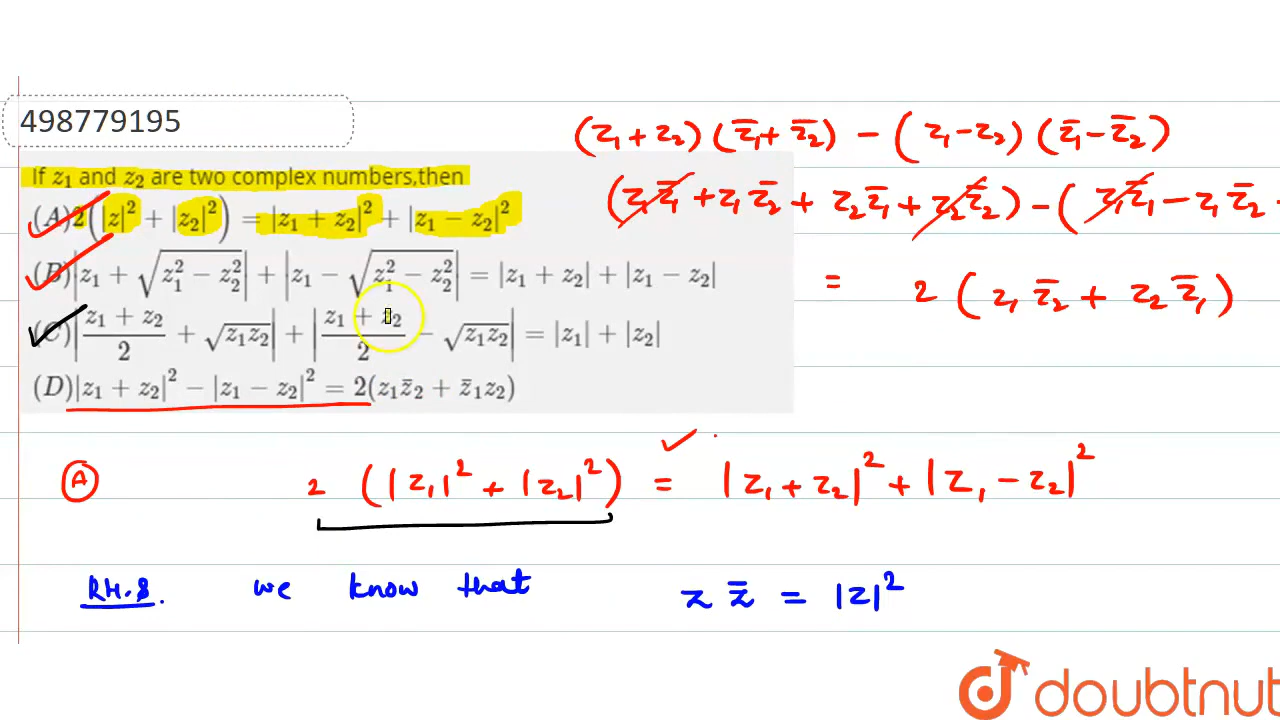 498779195
If z₁ and z₂ are two complex numbers,then
(A)2(|z|² + |z₂|²) = |z₁ + z₂|² + |z₁ − z₂|²
(B)|z₁ + √(z₁² − z₂²)| + |z₁ − √(z₁² − z₂²)| = |z₁ + z₂| + |z₁ − z₂|
(C)|(z₁ + z₂)/2 + √(z₁z₂)| + |(z₁ + z₂)/2 − √(z₁z₂)| = |z₁| + |z₂|
(D)|z₁ + z₂|² − |z₁ − z₂|² = 2(z₁z̄₂ + z̄₁z₂)
(z₁ + z₂) (z̄₁ + z̄₂) − (z₁ − z₂) (z̄₁ − z̄₂)
(z₁z̄₁ + z₁z̄₂ + z₂z̄₁ + z₂z̄₂) − (z₁z̄₁ − z₁z̄₂ −
= 2 (z₁z̄₂ + z₂z̄₁)
(A) 2 (|z₁|² + |z₂|²) = |z₁ + z₂|² + |z₁ − z₂|²
RH.S. we know that z z̄ = |z|²
doubtnut